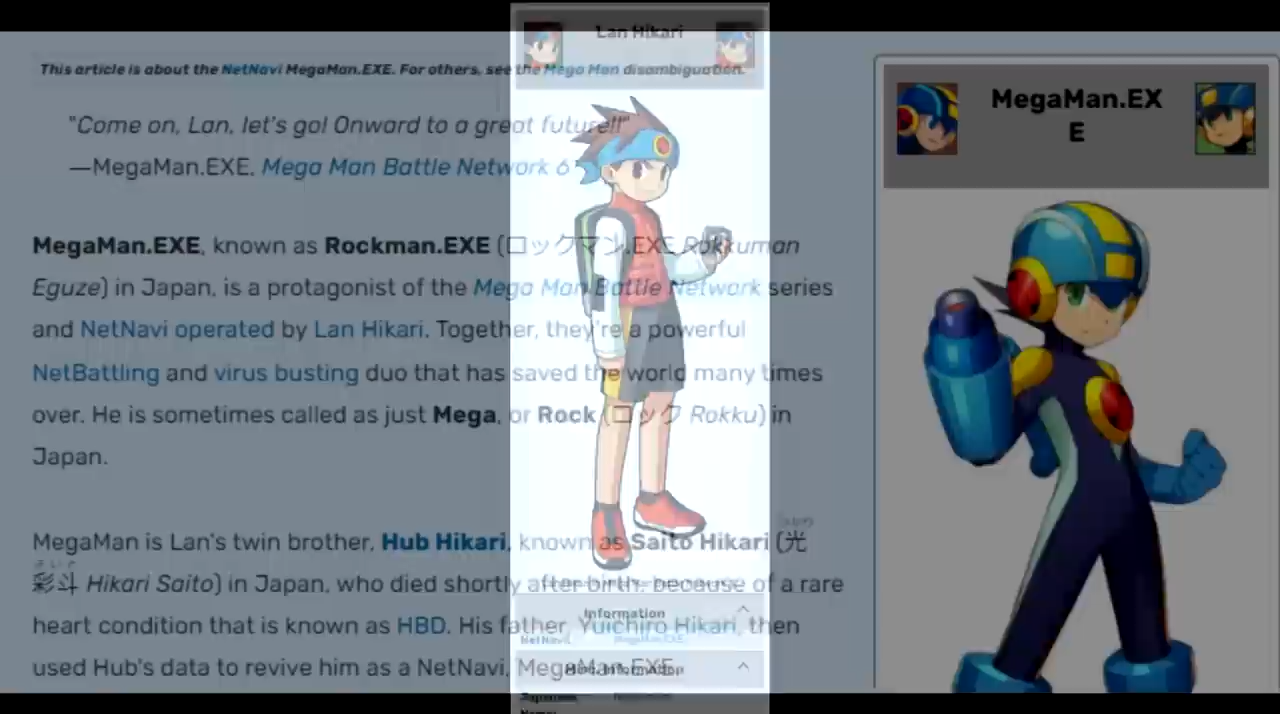 Lan Hikari
This article is about the NetNavi MegaMan.EXE. For others, see the Mega Man disambiguation.
"Come on, Lan, let's go! Onward to a great future!!"
—MegaMan.EXE, Mega Man Battle Network 6
MegaMan.EXE, known as Rockman.EXE (ロックマン.EXE Rokkuman
Eguze) in Japan, is a protagonist of the Mega Man Battle Network series
and NetNavi operated by Lan Hikari. Together, they're a powerful
NetBattling and virus busting duo that has saved the world many times
over. He is sometimes called as just Mega, or Rock (ロック Rokku) in
Japan.
MegaMan is Lan's twin brother, Hub Hikari, known as Saito Hikari (光
彩斗 Hikari Saito) in Japan, who died shortly after birth, because of a rare
heart condition that is known as HBD. His father, Yuichiro Hikari, then
used Hub's data to revive him as a NetNavi, MegaMan.EXE.
MegaMan.EX
E
Information
NetNavi: MegaMan.EXE
Misc. Information
Japanese
Name: